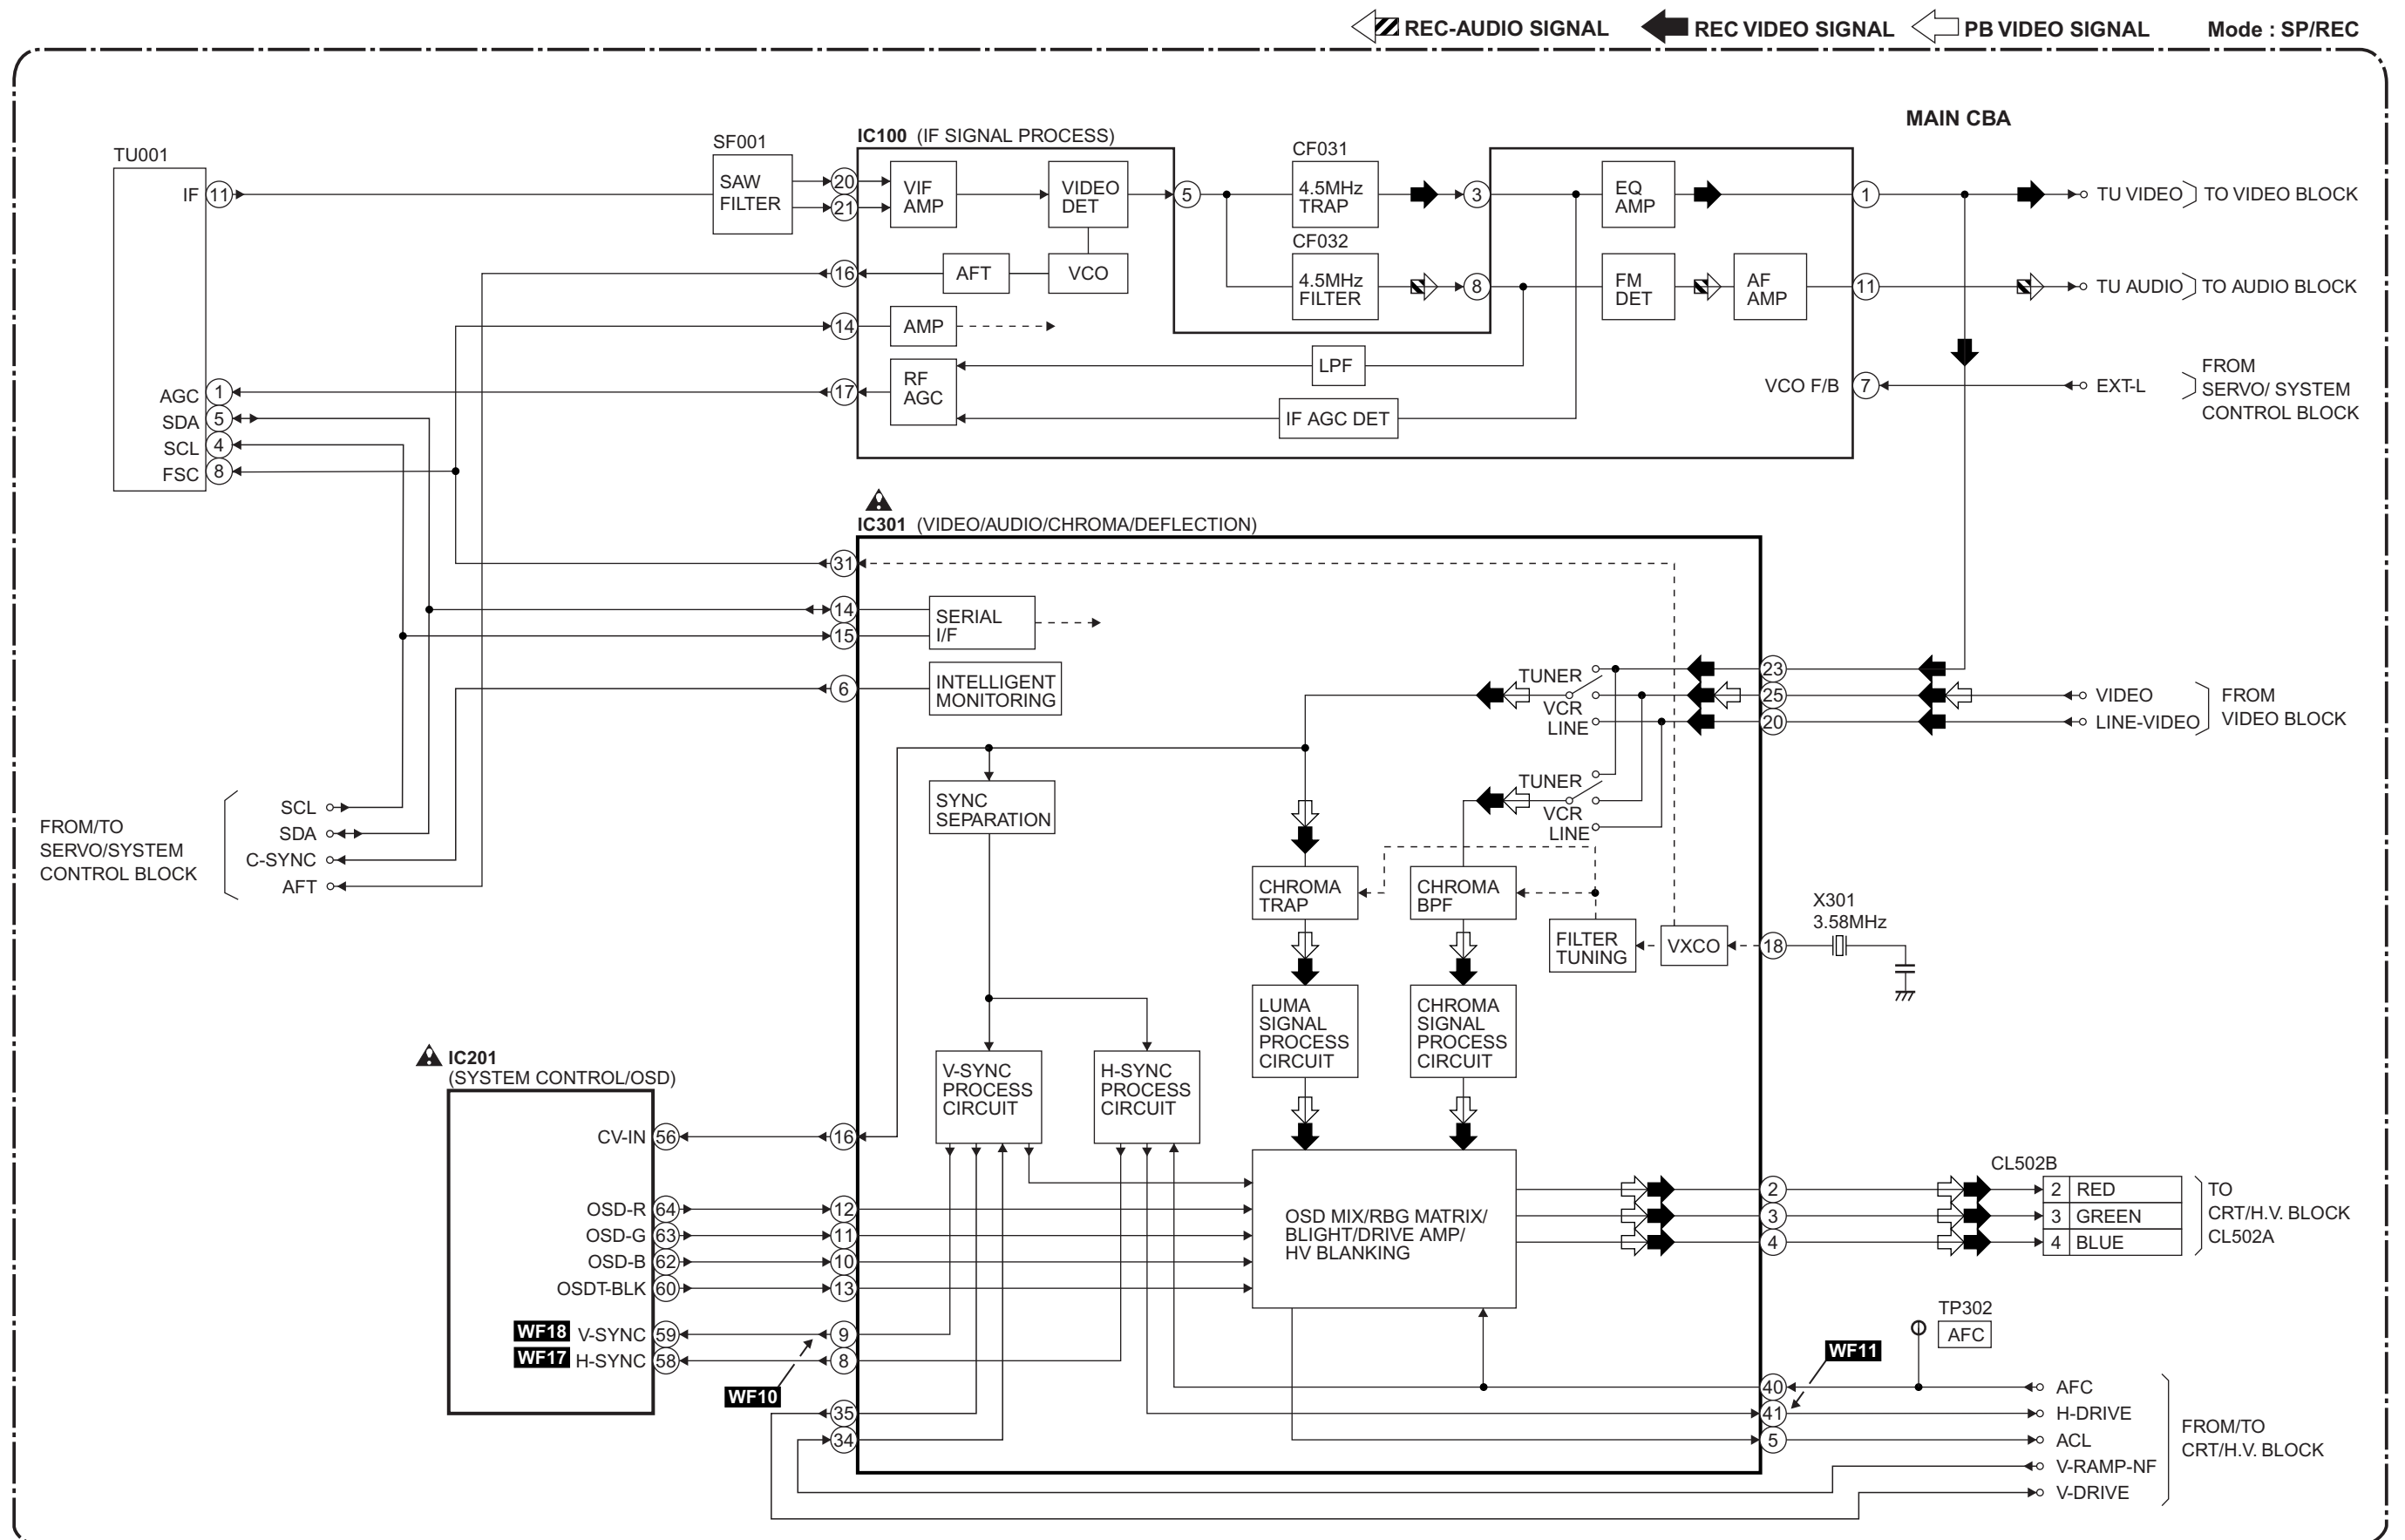 REC-AUDIO SIGNAL REC VIDEO SIGNAL PB VIDEO SIGNAL Mode : SP/REC
MAIN CBA
TU001
IF 11
AGC 1
SDA 5
SCL 4
FSC 8
SF001
SAW
FILTER
IC100 (IF SIGNAL PROCESS)
20
21
VIF
AMP
VIDEO
DET
5
CF031
4.5MHz
TRAP
3
EQ
AMP
1
TU VIDEO TO VIDEO BLOCK
16
AFT
VCO
CF032
4.5MHz
FILTER
8
FM
DET
AF
AMP
11
TU AUDIO TO AUDIO BLOCK
14
AMP
17
RF
AGC
LPF
IF AGC DET
VCO F/B 7
EXT-L
FROM
SERVO/ SYSTEM
CONTROL BLOCK
IC301 (VIDEO/AUDIO/CHROMA/DEFLECTION)
31
14
15
SERIAL
I/F
6
INTELLIGENT
MONITORING
TUNER
VCR
LINE
23
25
20
VIDEO
LINE-VIDEO
FROM
VIDEO BLOCK
SYNC
SEPARATION
TUNER
VCR
LINE
FROM/TO
SERVO/SYSTEM
CONTROL BLOCK
SCL
SDA
C-SYNC
AFT
CHROMA
TRAP
CHROMA
BPF
FILTER
TUNING
VXCO
18
X301
3.58MHz
LUMA
SIGNAL
PROCESS
CIRCUIT
CHROMA
SIGNAL
PROCESS
CIRCUIT
IC201
(SYSTEM CONTROL/OSD)
V-SYNC
PROCESS
CIRCUIT
H-SYNC
PROCESS
CIRCUIT
CV-IN 56 16
OSD-R 64 12
OSD-G 63 11
OSD-B 62 10
OSDT-BLK 60 13
WF18 V-SYNC 59 9
WF17 H-SYNC 58 8
WF10
35
34
OSD MIX/RBG MATRIX/
BLIGHT/DRIVE AMP/
HV BLANKING
2
3
4
CL502B
2 RED
3 GREEN
4 BLUE
TO
CRT/H.V. BLOCK
CL502A
TP302
AFC
WF11
40 AFC
41 H-DRIVE
5 ACL
V-RAMP-NF
V-DRIVE
FROM/TO
CRT/H.V. BLOCK